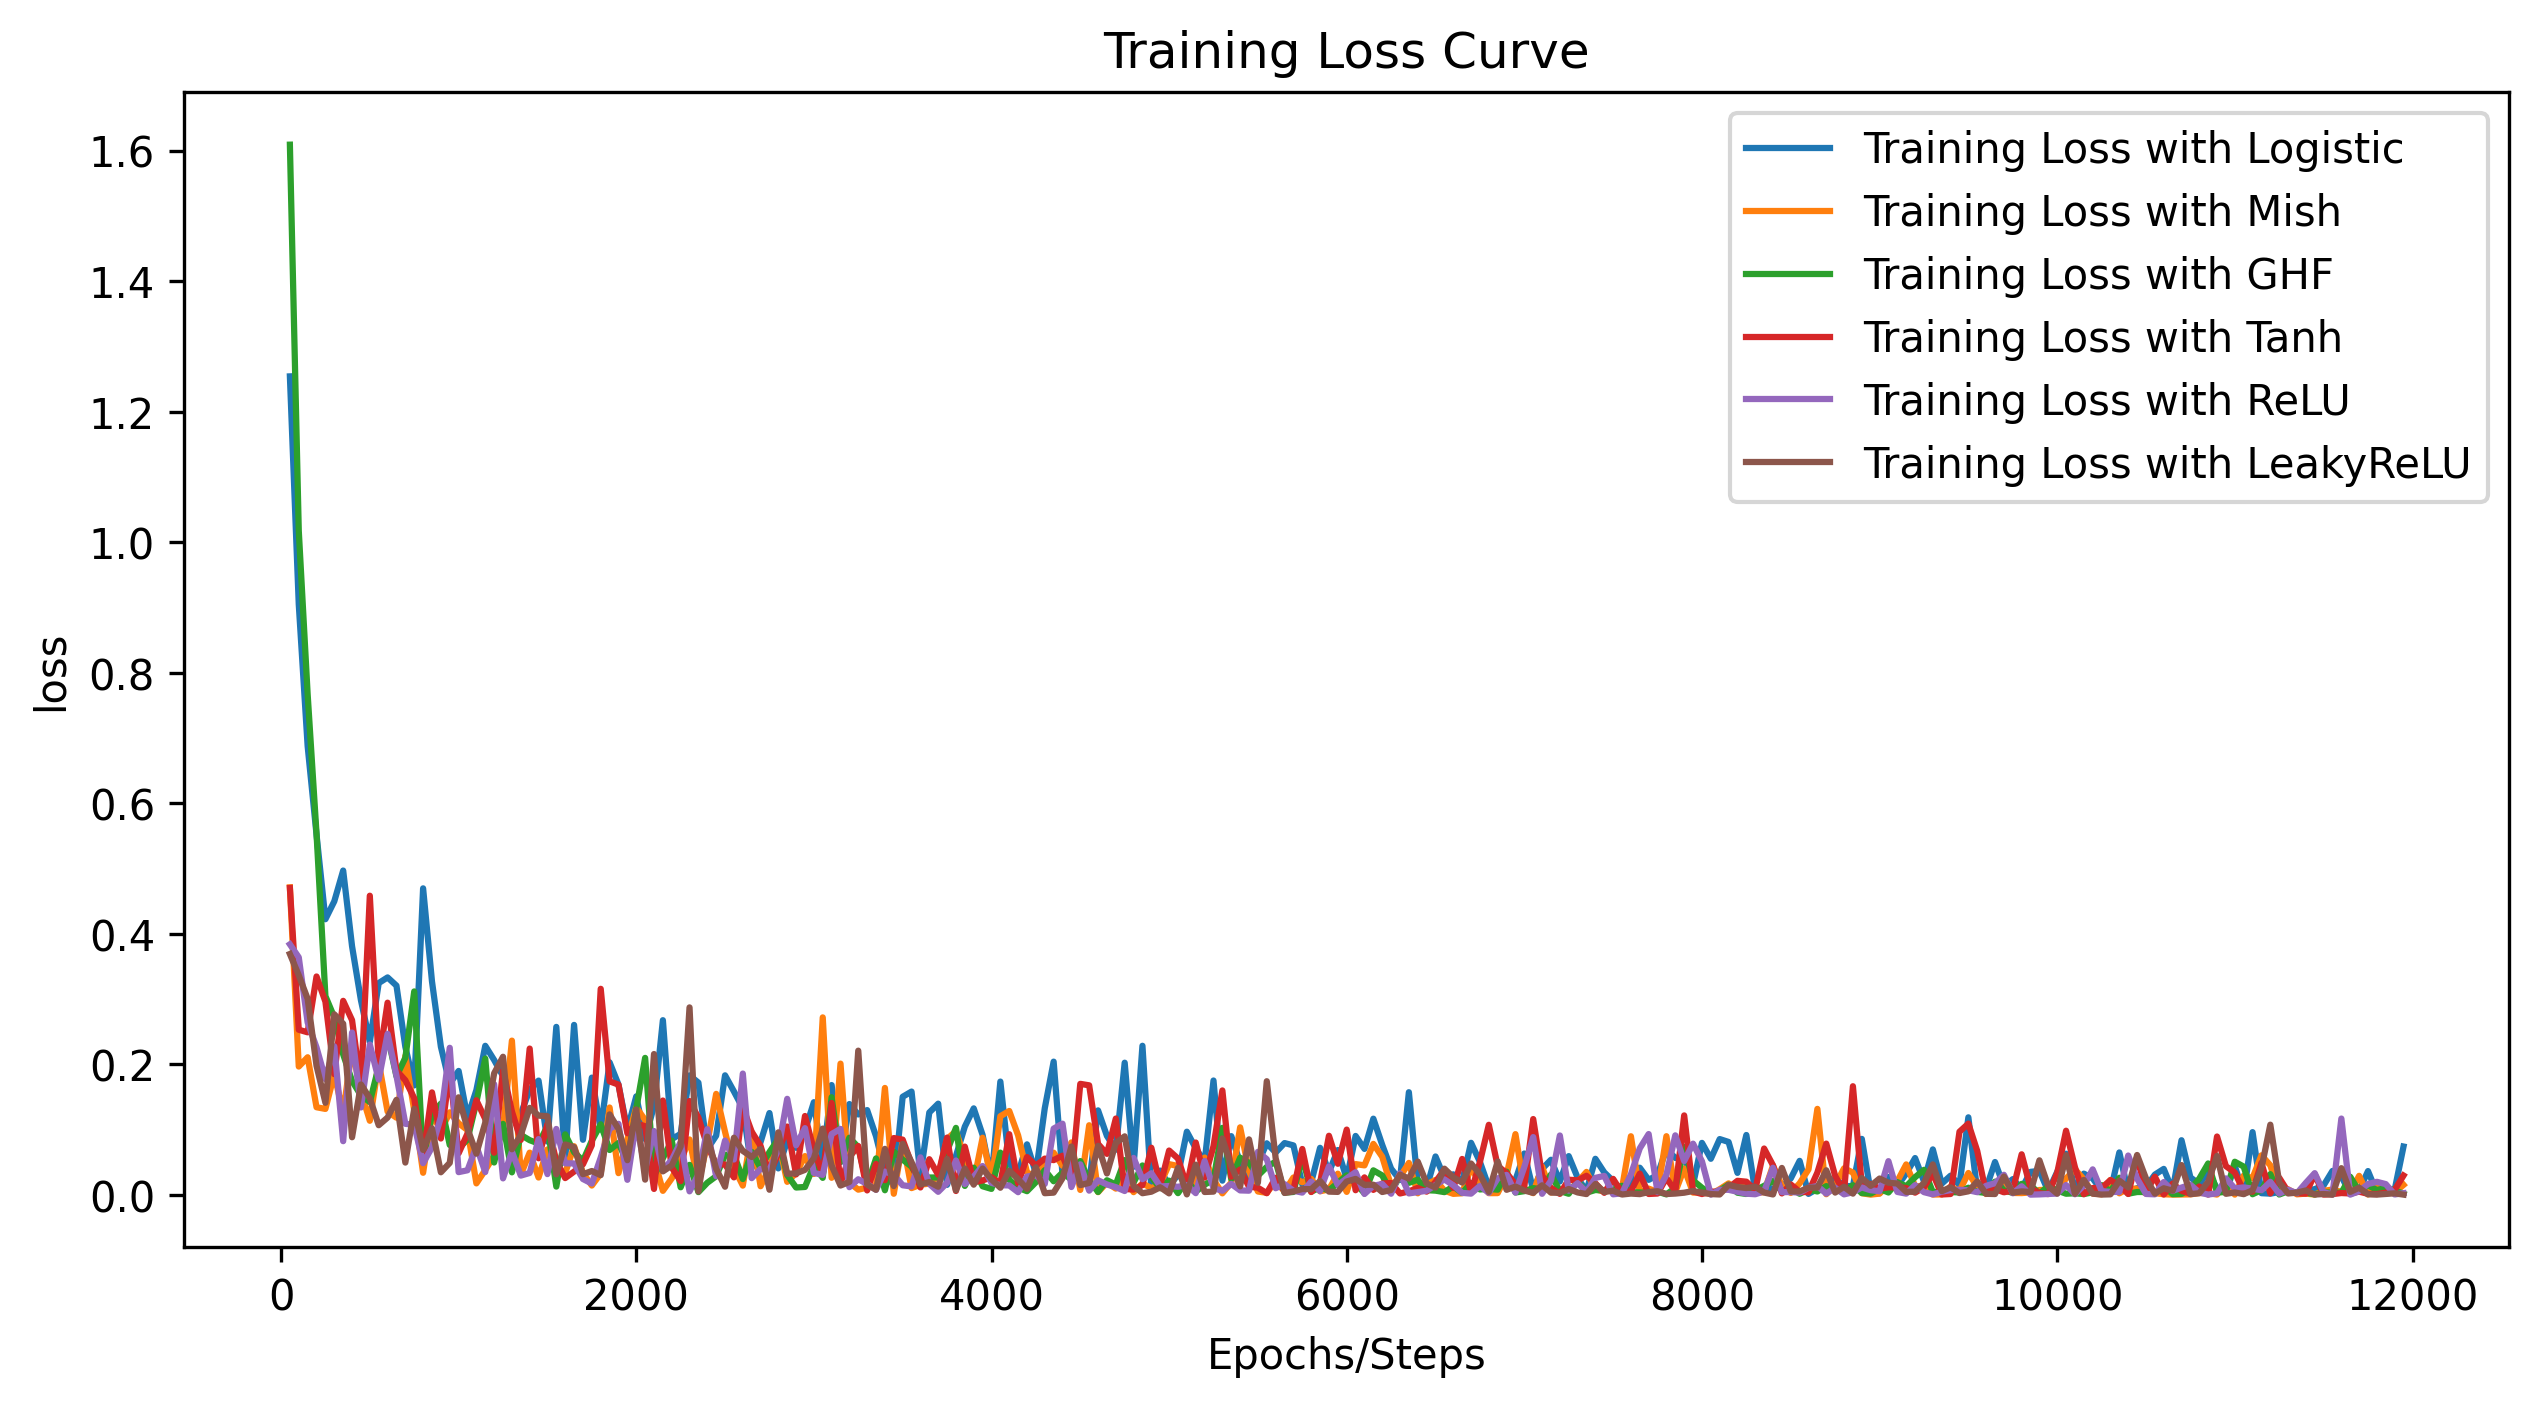 Training Loss Curve
1.6
1.4
1.2
1.0
0.8
0.6
0.4
0.2
0.0
loss
Training Loss with Logistic
Training Loss with Mish
Training Loss with GHF
Training Loss with Tanh
Training Loss with ReLU
Training Loss with LeakyReLU
0 2000 4000 6000 8000 10000 12000
Epochs/Steps